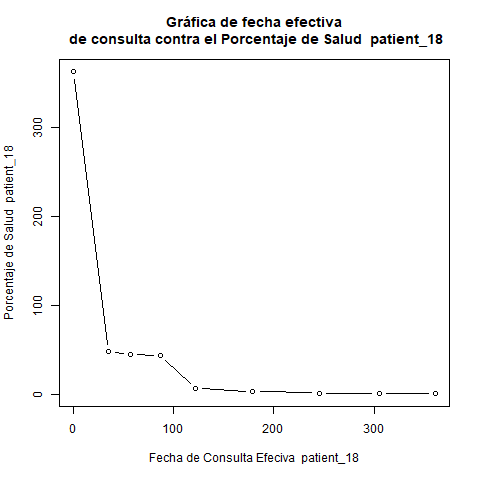 Gráfica de fecha efectiva
de consulta contra el Porcentaje de Salud patient_18
Porcentaje de Salud patient_18
300
200
100
0
0 100 200 300
Fecha de Consulta Efeciva patient_18